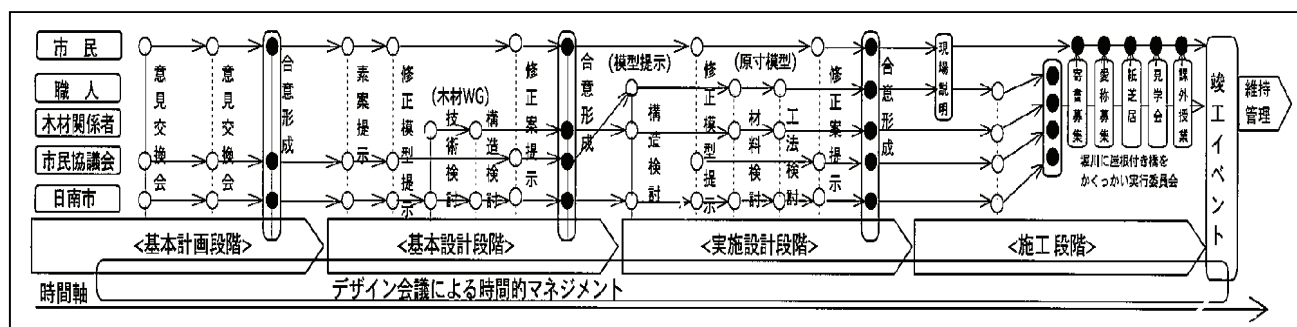 市民
職人
木材関係者
市民協議会
日南市
意見交換会
意見交換会
合意形成
素案提示
修正模型提示
(木材WG)
技術検討
構造検討
修正案提示
合意形成
(模型提示)
構造検討
修正模型提示
(原寸模型)
材料検討
工法検討
修正案提示
合意形成
現場説明
寄書募集
愛称募集
紙芝居
見学会
課外授業
堀川に屋根付き橋を
かくっかい実行委員会
竣工イベント
維持
管理
<基本計画段階>
<基本設計段階>
<実施設計段階>
<施工段階>
デザイン会議による時間的マネジメント
時間軸